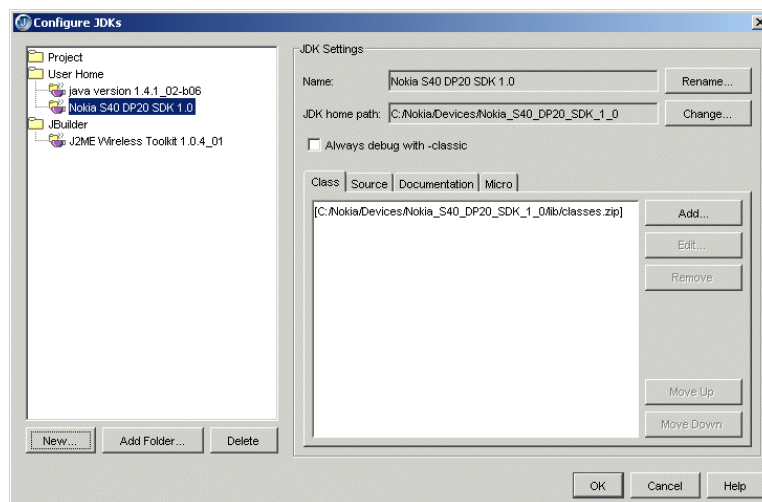 Configure JDKs
Project
User Home
java version 1.4.1_02-b06
Nokia S40 DP20 SDK 1.0
JBuilder
J2ME Wireless Toolkit 1.0.4_01
New...
Add Folder...
Delete
JDK Settings
Name:
Nokia S40 DP20 SDK 1.0
Rename...
JDK home path:
C:/Nokia/Devices/Nokia_S40_DP20_SDK_1_0
Change...
Always debug with -classic
Class
Source
Documentation
Micro
[C:/Nokia/Devices/Nokia_S40_DP20_SDK_1_0/lib/classes.zip]
Add...
Edit...
Remove
Move Up
Move Down
OK
Cancel
Help